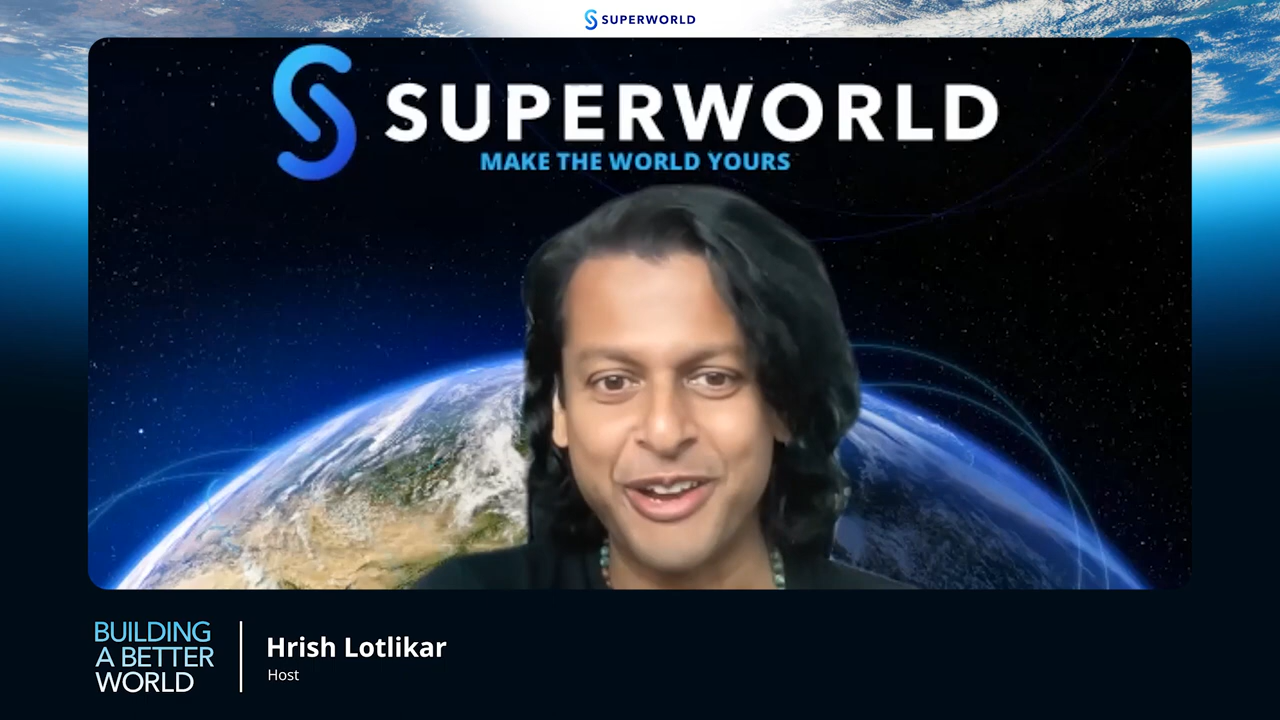 SUPERWORLD
SUPERWORLD
MAKE THE WORLD YOURS
BUILDING
A BETTER
WORLD
Hrish Lotlikar
Host